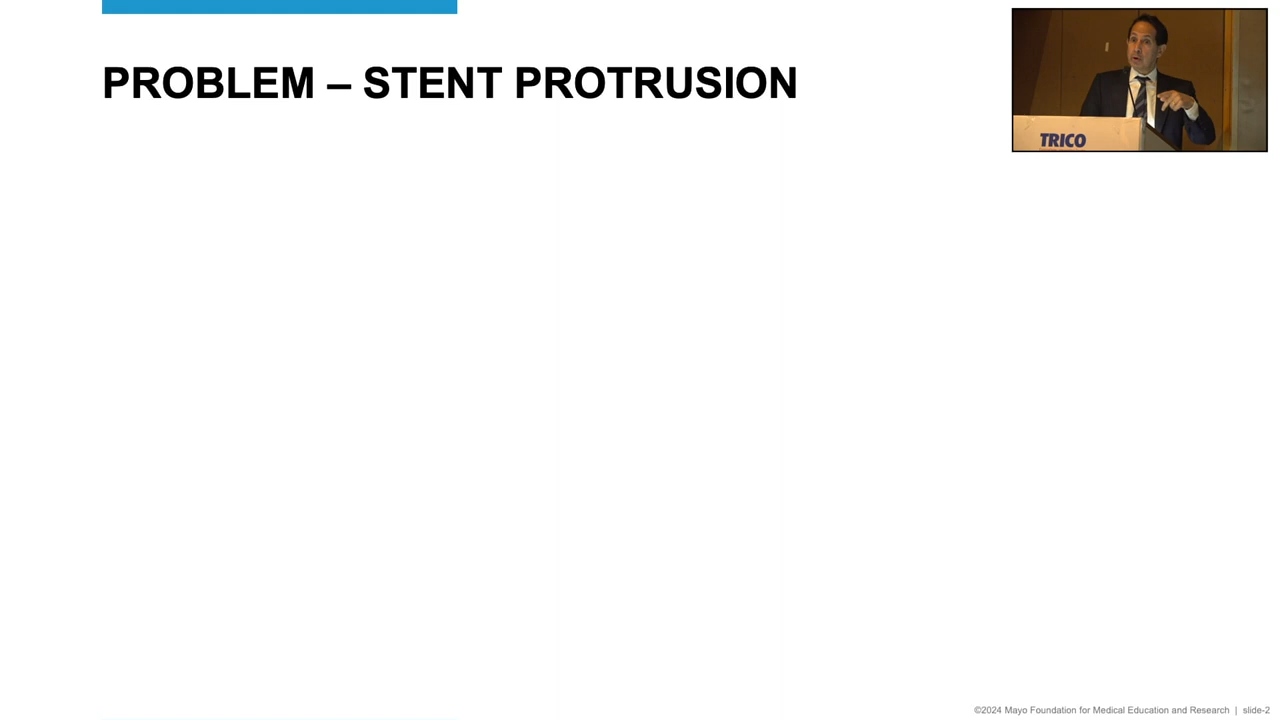 PROBLEM – STENT PROTRUSION
TRICO
©2024 Mayo Foundation for Medical Education and Research | slide-2